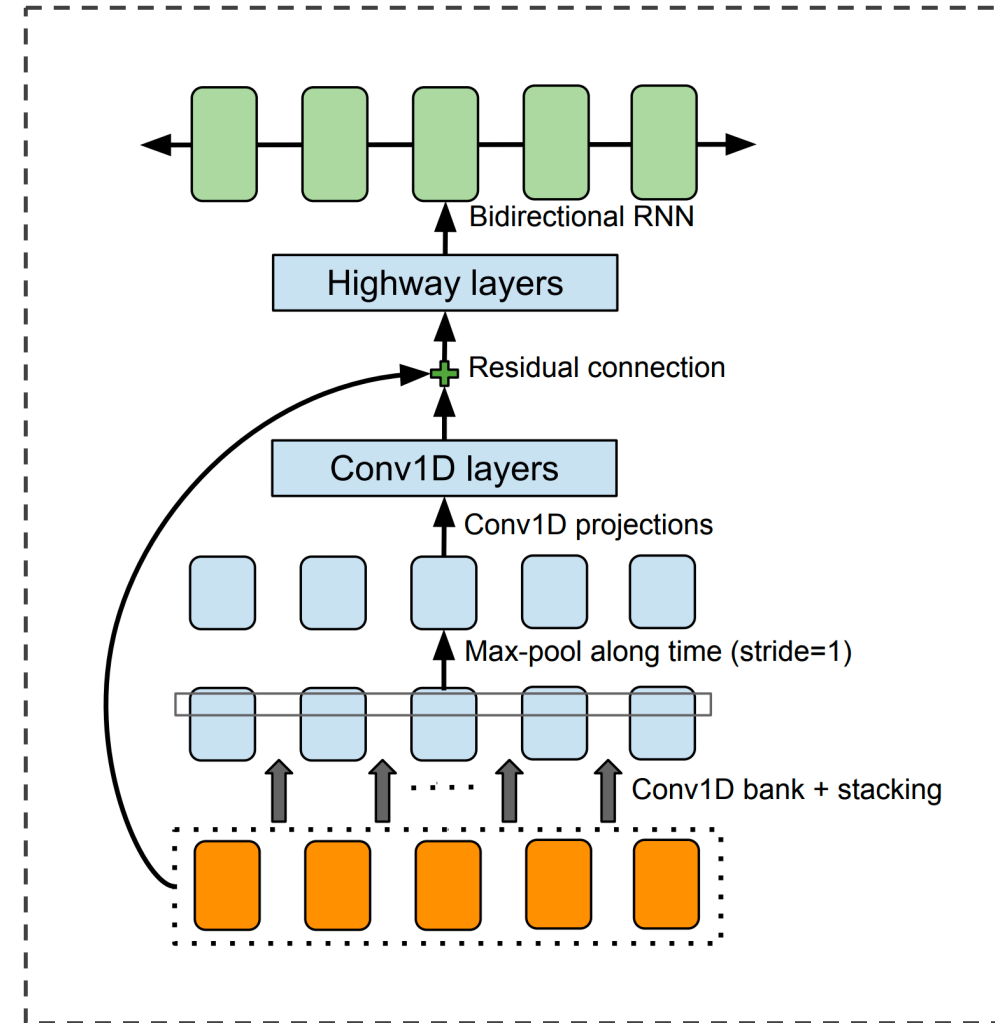 Bidirectional RNN
Highway layers
Residual connection
Conv1D layers
Conv1D projections
Max-pool along time (stride=1)
Conv1D bank + stacking